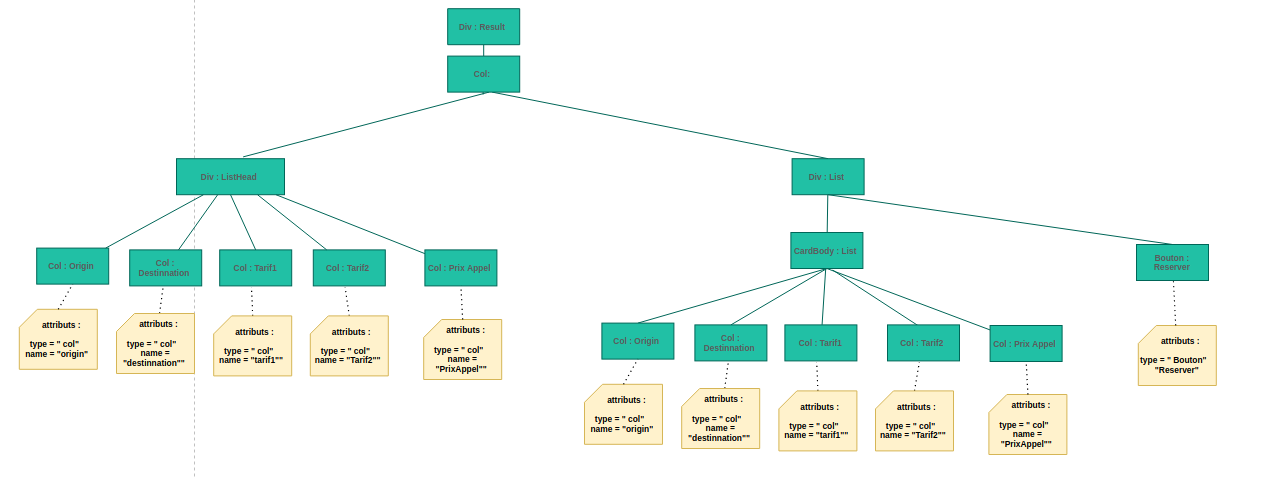 Div : Result
Col:
Div : ListHead
Div : List
CardBody : List
Bouton :
Reserver
Col : Origin
Col :
Destinnation
Col : Tarif1
Col : Tarif2
Col : Prix Appel
attributs :
type = " col"
name = "origin"
attributs :
type = " col"
name =
"destinnation""
attributs :
type = " col"
name = "tarif1""
attributs :
type = " col"
name = "Tarif2""
attributs :
type = " col"
name =
"PrixAppel""
Col : Origin
Col :
Destinnation
Col : Tarif1
Col : Tarif2
Col : Prix Appel
attributs :
type = " Bouton"
"Reserver"
attributs :
type = " col"
name = "origin"
attributs :
type = " col"
name =
"destinnation""
attributs :
type = " col"
name = "tarif1""
attributs :
type = " col"
name = "Tarif2""
attributs :
type = " col"
name =
"PrixAppel""